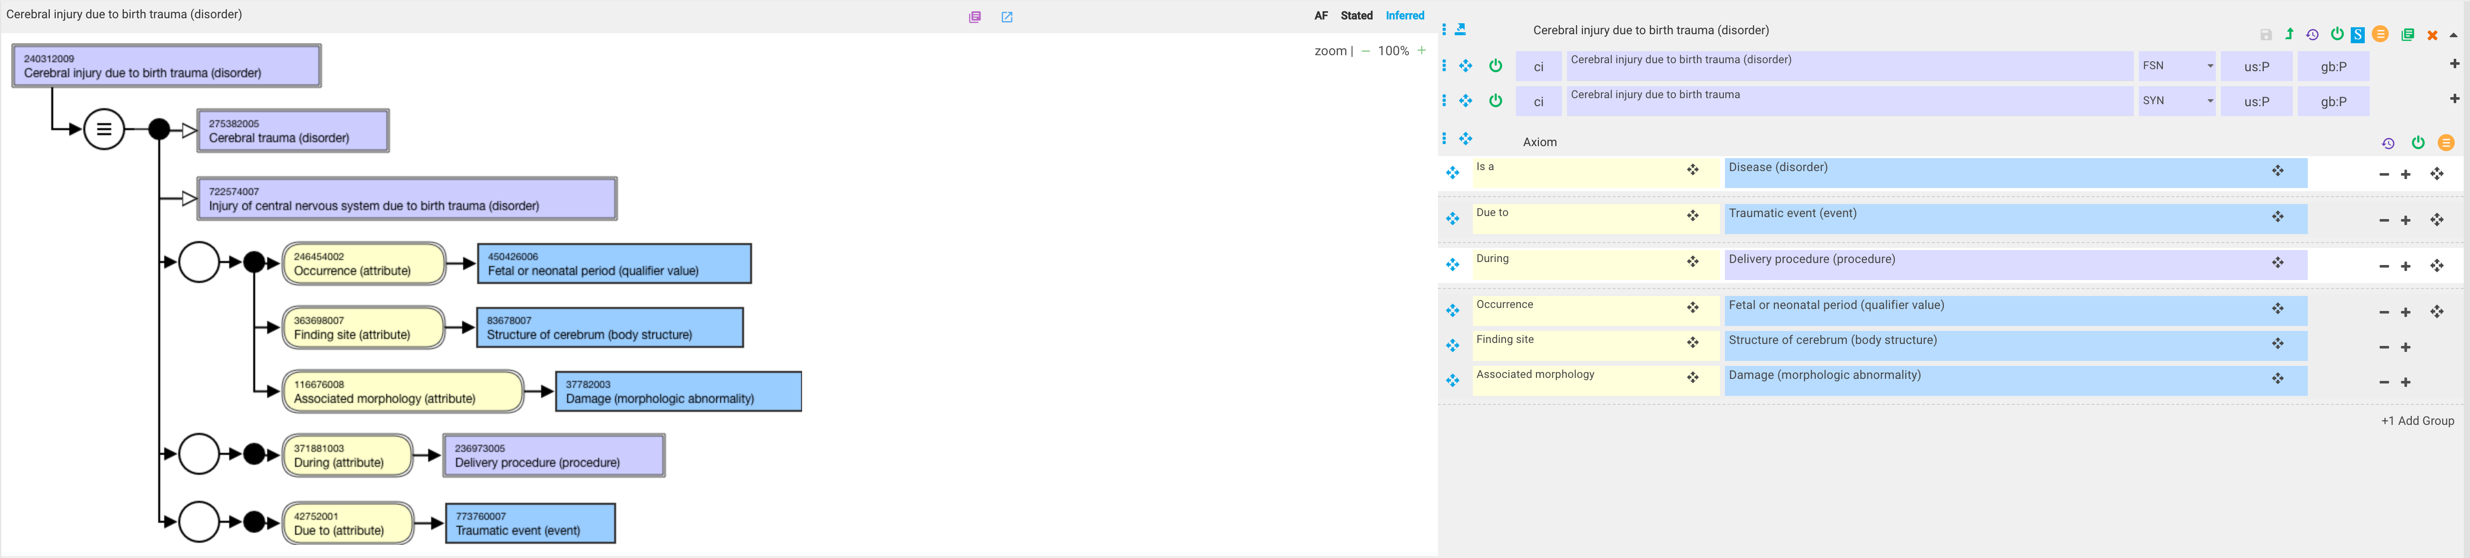 Cerebral injury due to birth trauma (disorder)
AF Stated Inferred
zoom | − 100% +
240312009
Cerebral injury due to birth trauma (disorder)
275382005
Cerebral trauma (disorder)
722574007
Injury of central nervous system due to birth trauma (disorder)
246454002
Occurrence (attribute)
450426006
Fetal or neonatal period (qualifier value)
363698007
Finding site (attribute)
83678007
Structure of cerebrum (body structure)
116676008
Associated morphology (attribute)
37782003
Damage (morphologic abnormality)
371881003
During (attribute)
236973005
Delivery procedure (procedure)
42752001
Due to (attribute)
773760007
Traumatic event (event)
Cerebral injury due to birth trauma (disorder)
S
ci Cerebral injury due to birth trauma (disorder) FSN us:P gb:P
ci Cerebral injury due to birth trauma SYN us:P gb:P
Axiom
Is a Disease (disorder)
Due to Traumatic event (event)
During Delivery procedure (procedure)
Occurrence Fetal or neonatal period (qualifier value)
Finding site Structure of cerebrum (body structure)
Associated morphology Damage (morphologic abnormality)
+1 Add Group